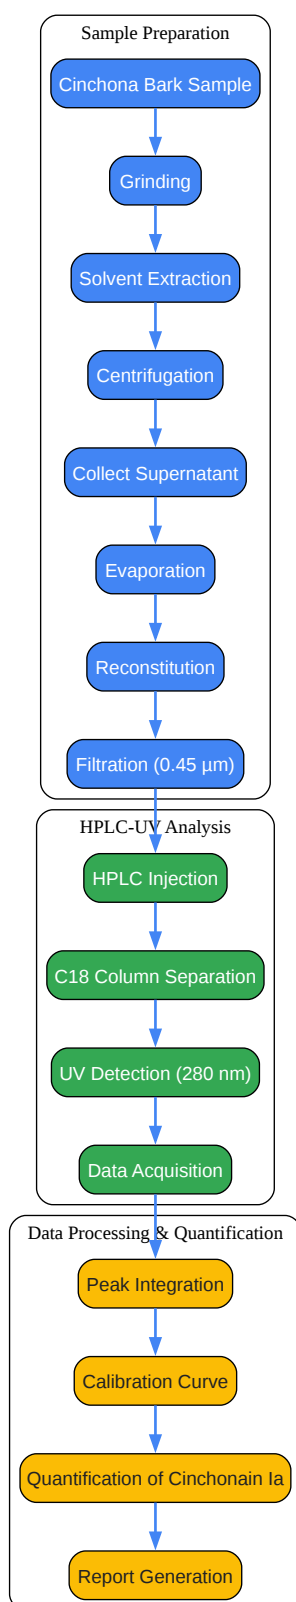 Sample Preparation
Cinchona Bark Sample
Grinding
Solvent Extraction
Centrifugation
Collect Supernatant
Evaporation
Reconstitution
Filtration (0.45 µm)
HPLC-UV Analysis
HPLC Injection
C18 Column Separation
UV Detection (280 nm)
Data Acquisition
Data Processing & Quantification
Peak Integration
Calibration Curve
Quantification of Cinchonain Ia
Report Generation